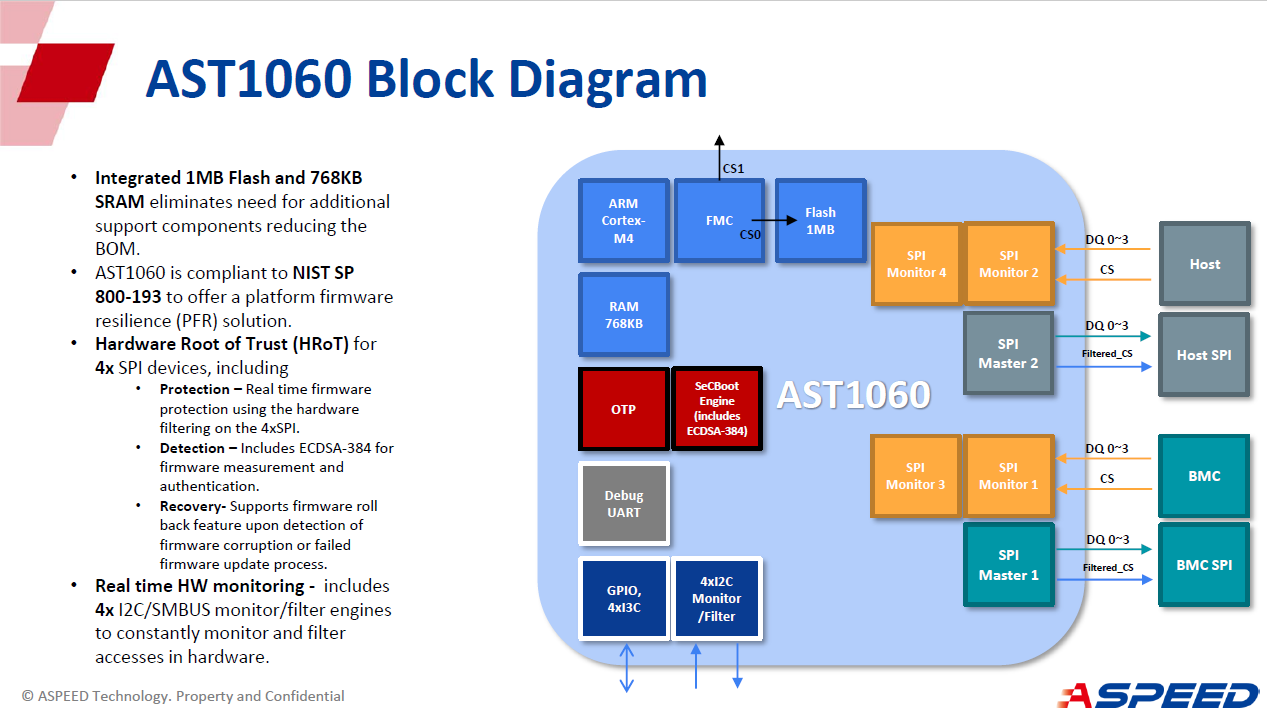 AST1060 Block Diagram
• Integrated 1MB Flash and 768KB
SRAM eliminates need for additional
support components reducing the
BOM.
• AST1060 is compliant to NIST SP
800-193 to offer a platform firmware
resilience (PFR) solution.
• Hardware Root of Trust (HRoT) for
4x SPI devices, including
• Protection – Real time firmware
protection using the hardware
filtering on the 4xSPI.
• Detection – Includes ECDSA-384 for
firmware measurement and
authentication.
• Recovery- Supports firmware roll
back feature upon detection of
firmware corruption or failed
firmware update process.
• Real time HW monitoring - includes
4x I2C/SMBUS monitor/filter engines
to constantly monitor and filter
accesses in hardware.
CS1
ARM
Cortex-
M4
FMC
CS0
Flash
1MB
RAM
768KB
OTP
SeCBoot
Engine
(includes
ECDSA-384)
Debug
UART
GPIO,
4xI3C
4xI2C
Monitor
/Filter
AST1060
SPI
Monitor 4
SPI
Monitor 2
DQ 0~3
CS
Host
SPI
Master 2
DQ 0~3
Filtered_CS
Host SPI
SPI
Monitor 3
SPI
Monitor 1
DQ 0~3
CS
BMC
SPI
Master 1
DQ 0~3
Filtered_CS
BMC SPI
© ASPEED Technology. Property and Confidential
ASPEED